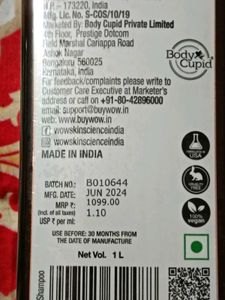 H.P. - 173220, India
Mfg. Lic. No. S-COS/10/19
Marketed by: Body Cupid Private Limited
4th Floor, Prestige Dotcom
Field Marshal Cariappa Road
Ashok Nagar
Bengaluru 560025
Karnataka, India
For feedback/complaints please write to
Customer Care Executive at Marketer's
address or call on +91-80-42896000
email: support@buywow.in
www.buywow.in
wowskinscienceindia
wowskinscienceindia
MADE IN INDIA
Body Cupid
USA
100%
vegan
BATCH NO: B010644
MFG. DATE: JUN 2024
MRP ₹: 1099.00
(Incl. of all taxes)
USP ₹ per ml: 1.10
USE BEFORE: 30 MONTHS FROM THE
DATE OF MANUFACTURE
Net Vol. 1 L
Shampoo